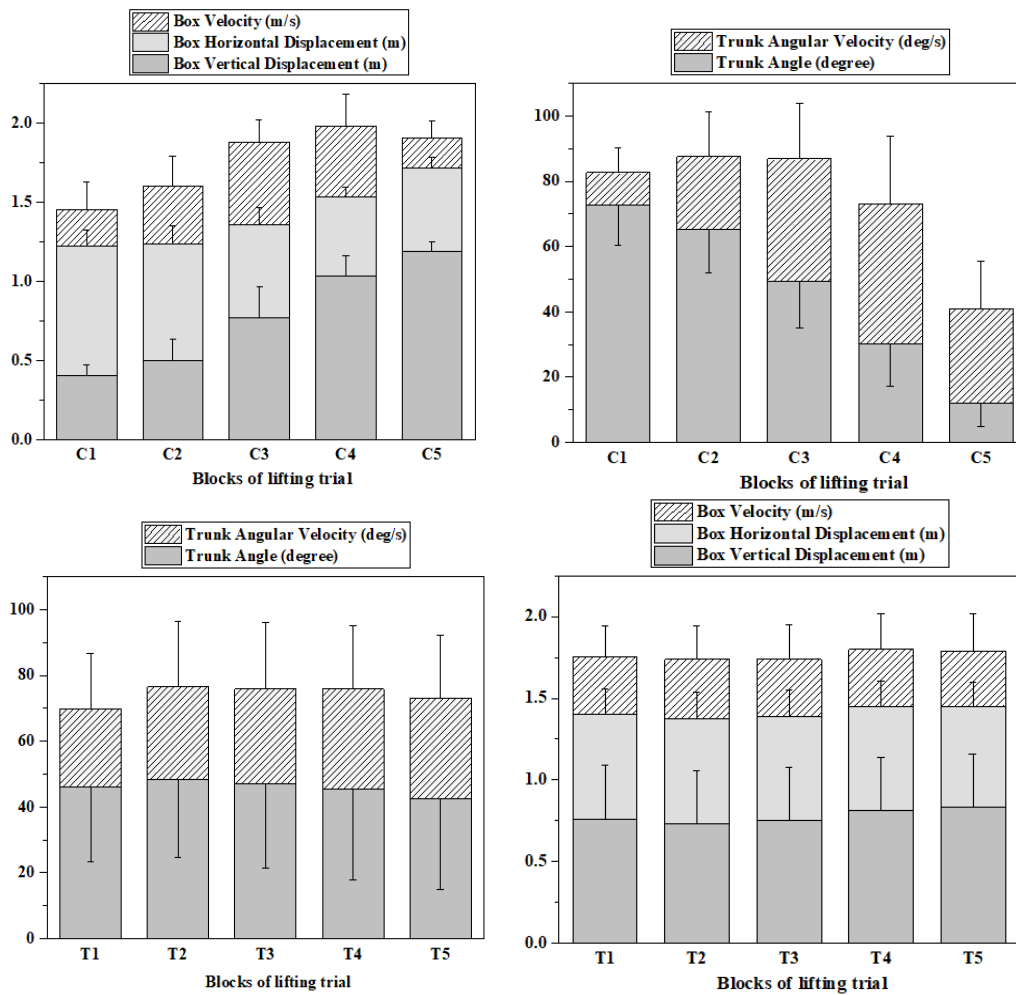 Box Velocity (m/s)
Box Horizontal Displacement (m)
Box Vertical Displacement (m)
2.0
1.5
1.0
0.5
0.0
C1 C2 C3 C4 C5
Blocks of lifting trial
Trunk Angular Velocity (deg/s)
Trunk Angle (degree)
100
80
60
40
20
0
C1 C2 C3 C4 C5
Blocks of lifting trial
Trunk Angular Velocity (deg/s)
Trunk Angle (degree)
100
80
60
40
20
0
T1 T2 T3 T4 T5
Blocks of lifting trial
Box Velocity (m/s)
Box Horizontal Displacement (m)
Box Vertical Displacement (m)
2.0
1.5
1.0
0.5
0.0
T1 T2 T3 T4 T5
Blocks of lifting trial